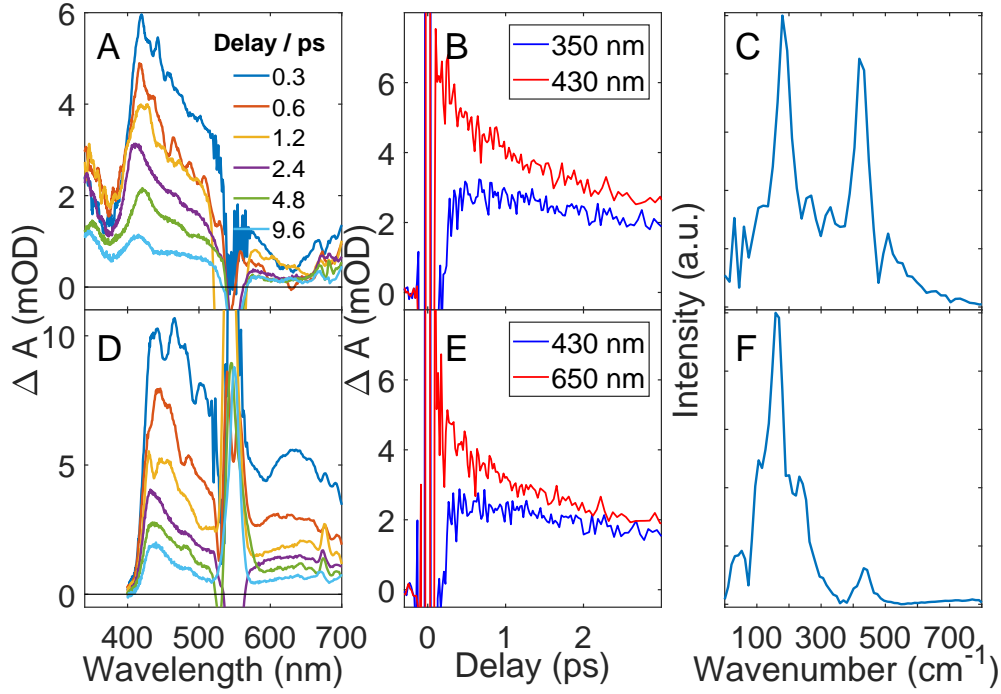 A
Delay / ps
0.3
0.6
1.2
2.4
4.8
9.6
6
4
2
0
Δ A (mOD)
B
350 nm
430 nm
6
4
2
0
Δ A (mOD)
C
Intensity (a.u.)
D
10
5
0
400 500 600 700
Wavelength (nm)
E
430 nm
650 nm
6
4
2
0
0 1 2
Delay (ps)
F
100 300 500 700
Wavenumber (cm-1)